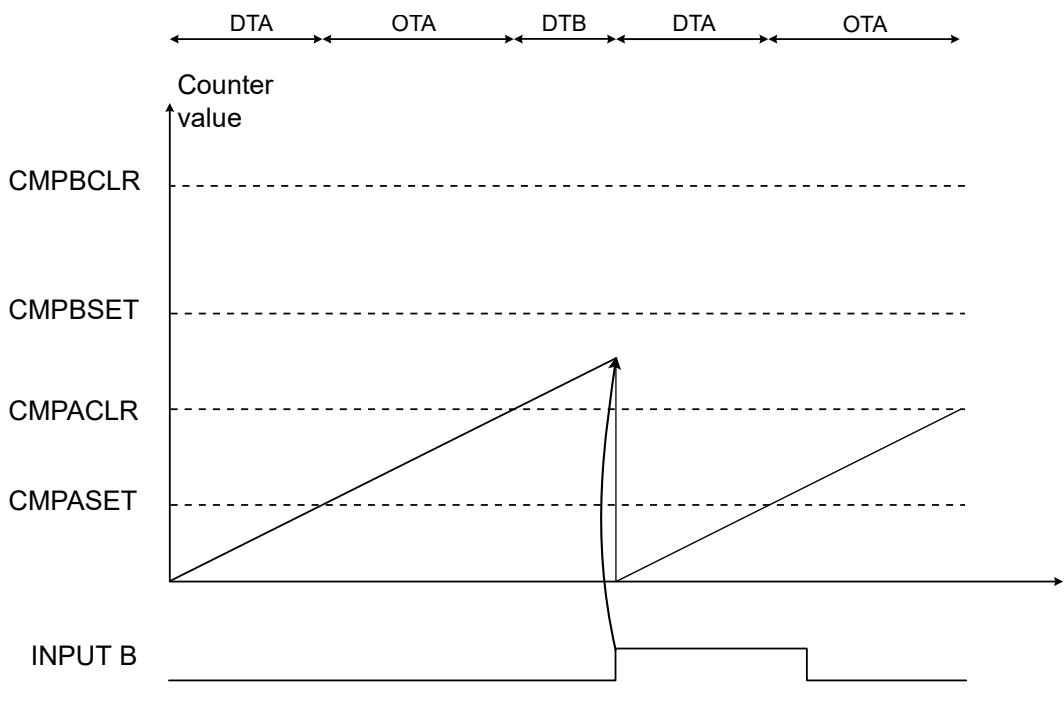 DTA OTA DTB DTA OTA
Counter
value
CMPBCLR
CMPBSET
CMPACLR
CMPASET
INPUT B